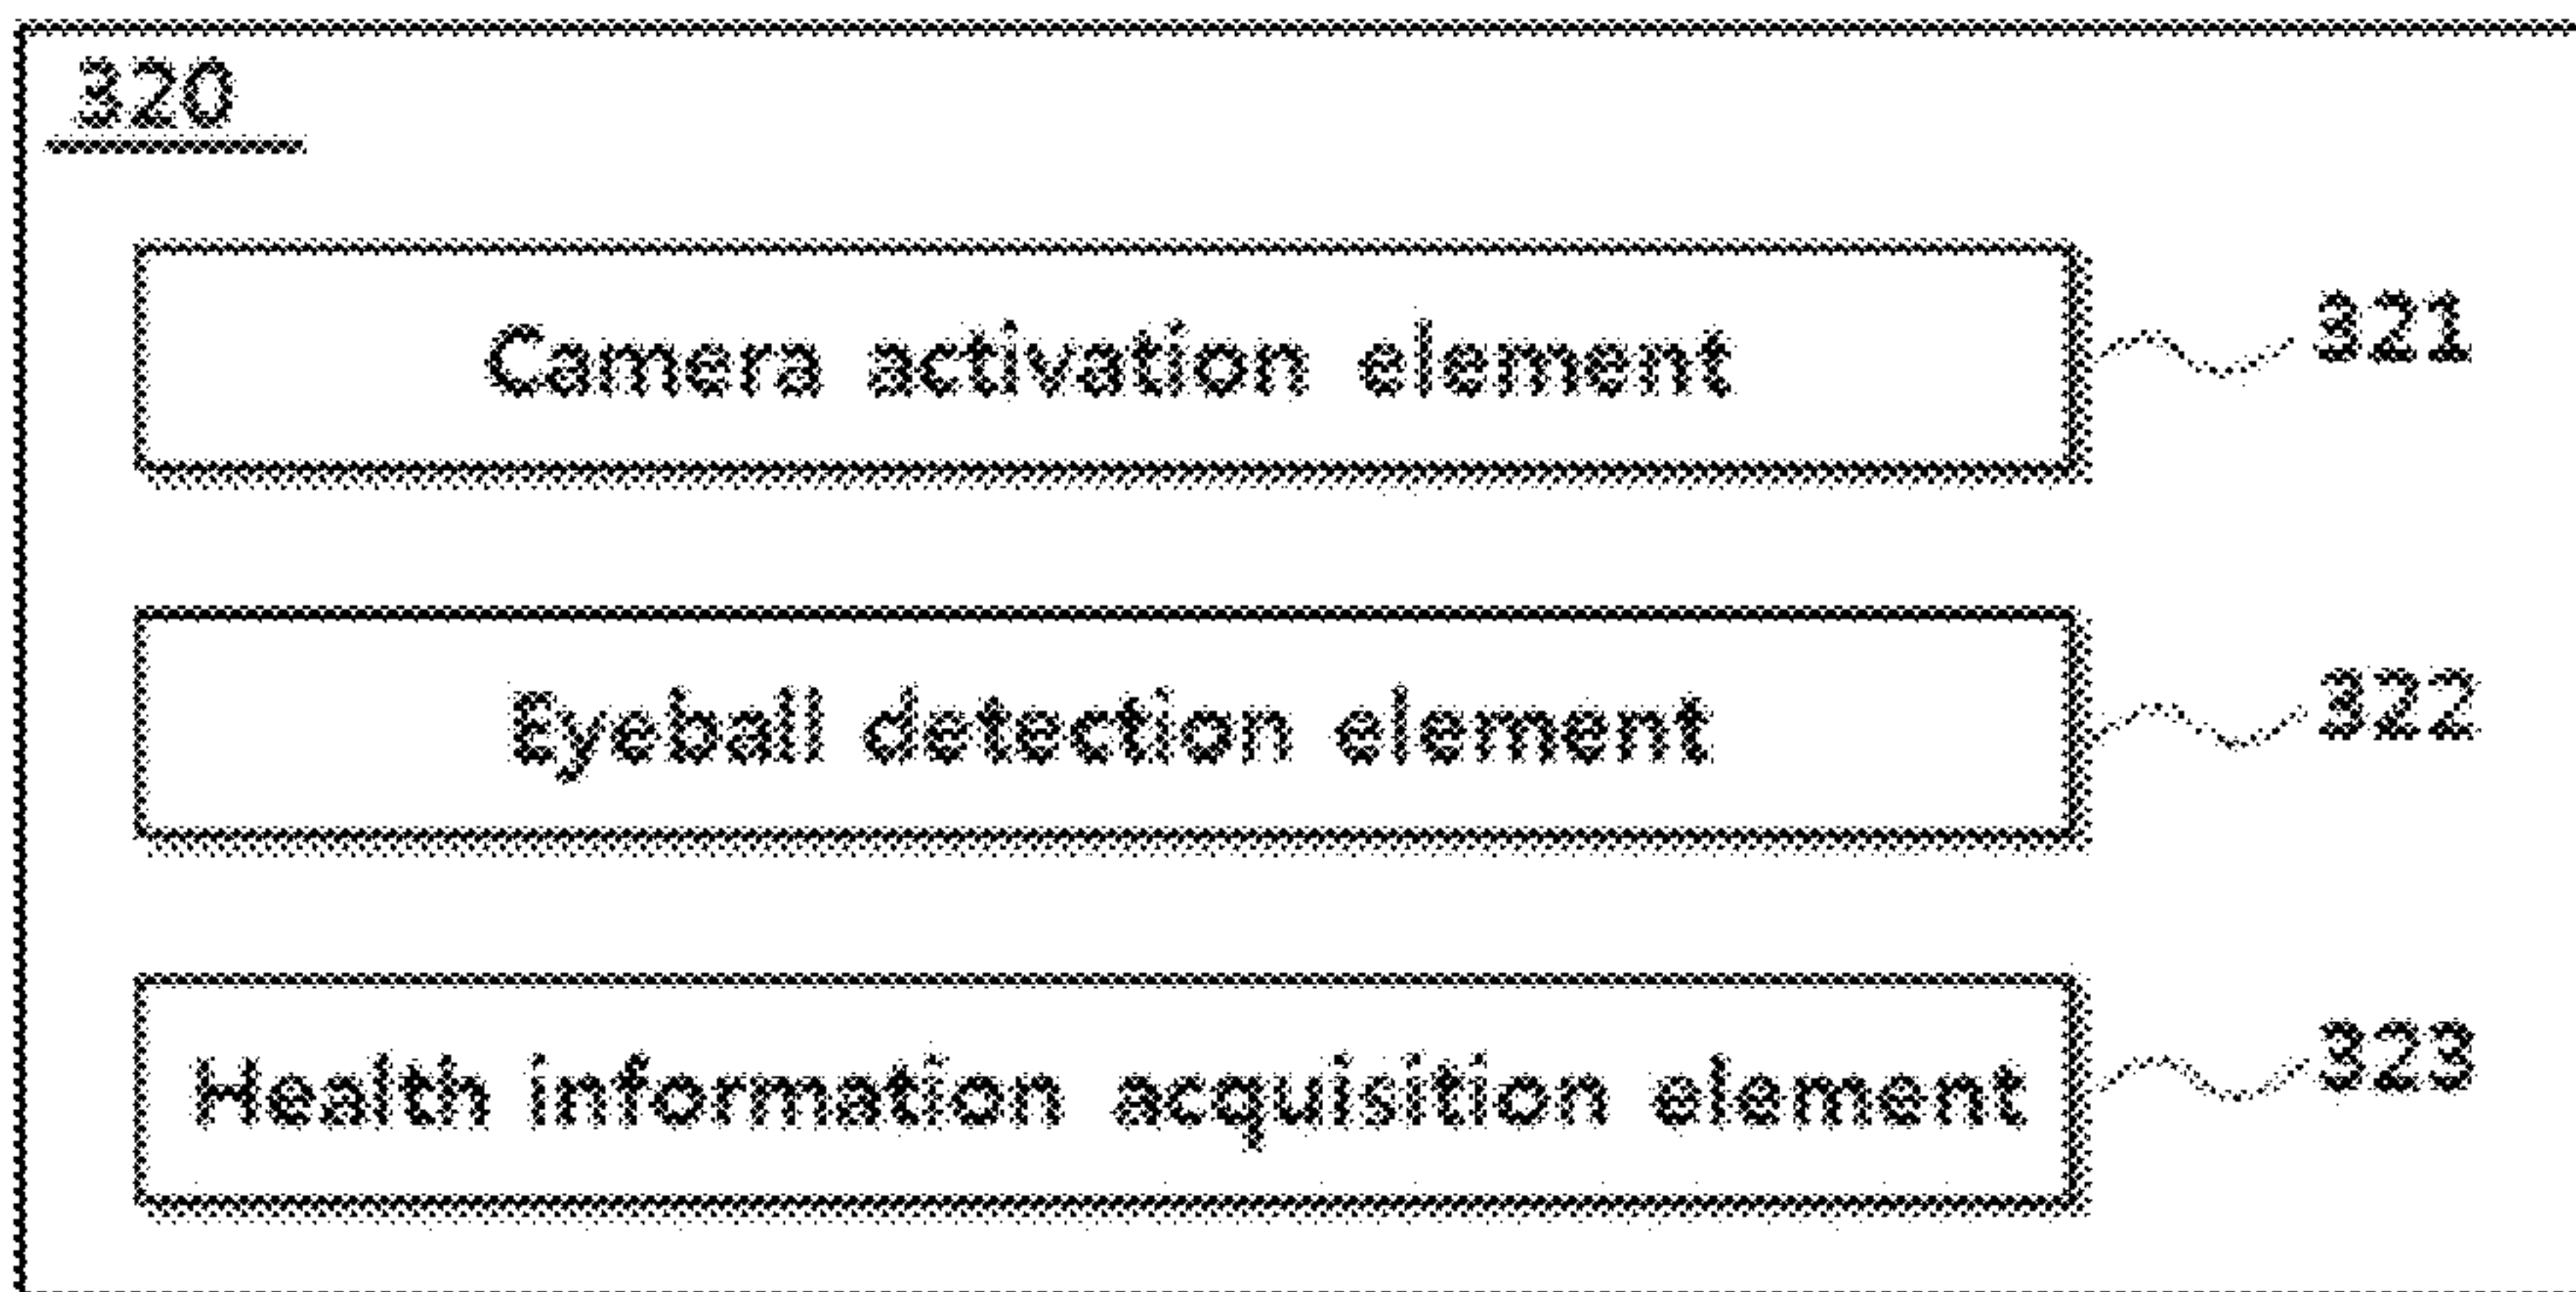 320
Camera activation element 321
Eyeball detection element 322
Health information acquisition element 323